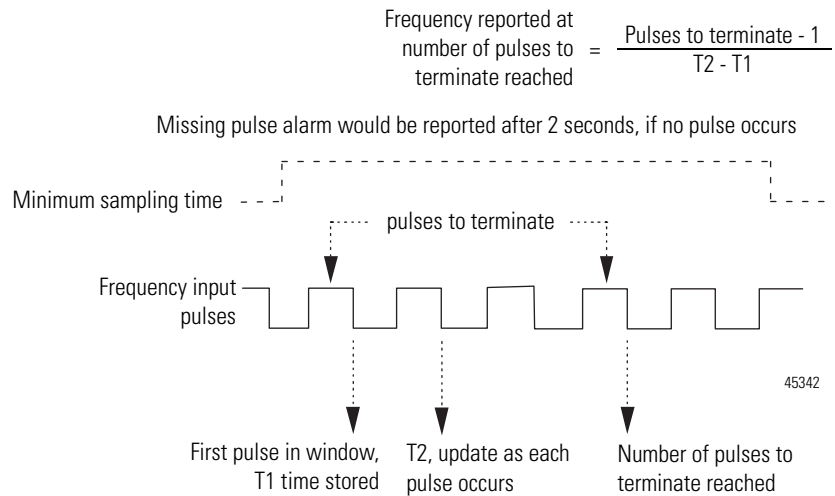 Frequency reported at
number of pulses to
terminate reached
=
Pulses to terminate - 1
T2 - T1
Missing pulse alarm would be reported after 2 seconds, if no pulse occurs
Minimum sampling time
pulses to terminate
Frequency input
pulses
45342
First pulse in window,
T1 time stored
T2, update as each
pulse occurs
Number of pulses to
terminate reached